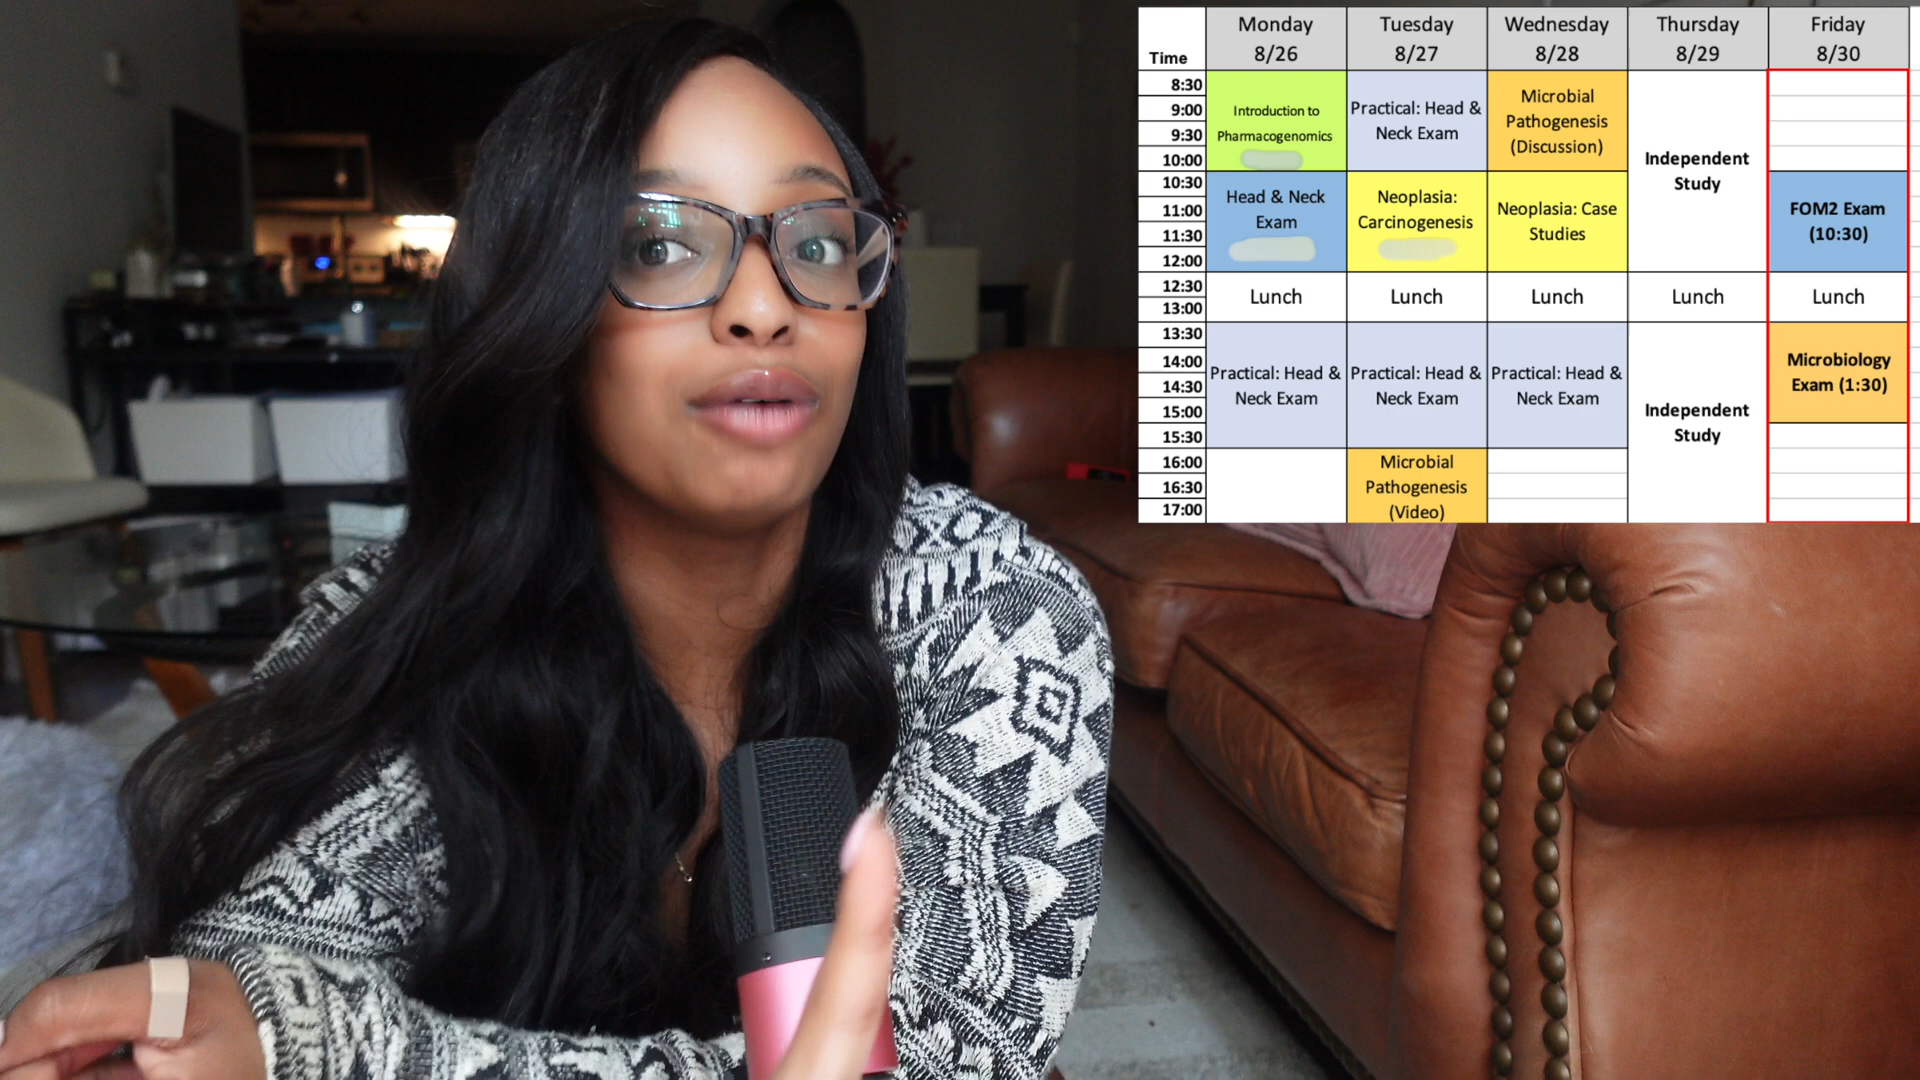 Time
Monday
8/26
Tuesday
8/27
Wednesday
8/28
Thursday
8/29
Friday
8/30
8:30
9:00
9:30
10:00
10:30
11:00
11:30
12:00
12:30
13:00
13:30
14:00
14:30
15:00
15:30
16:00
16:30
17:00
Introduction to
Pharmacogenomics
Head & Neck
Exam
Lunch
Practical: Head &
Neck Exam
Practical: Head &
Neck Exam
Neoplasia:
Carcinogenesis
Lunch
Practical: Head &
Neck Exam
Microbial
Pathogenesis
(Video)
Microbial
Pathogenesis
(Discussion)
Neoplasia: Case
Studies
Lunch
Practical: Head &
Neck Exam
Independent
Study
Lunch
Independent
Study
FOM2 Exam
(10:30)
Lunch
Microbiology
Exam (1:30)